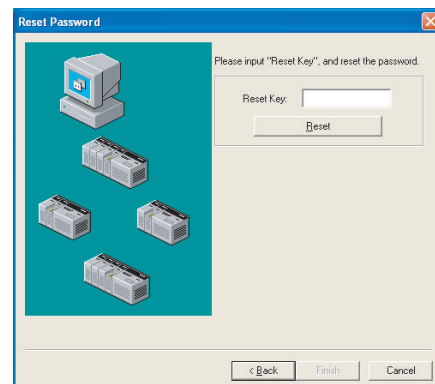 Reset Password
Please input "Reset Key", and reset the password.
Reset Key:
Reset
< Back
Finish
Cancel